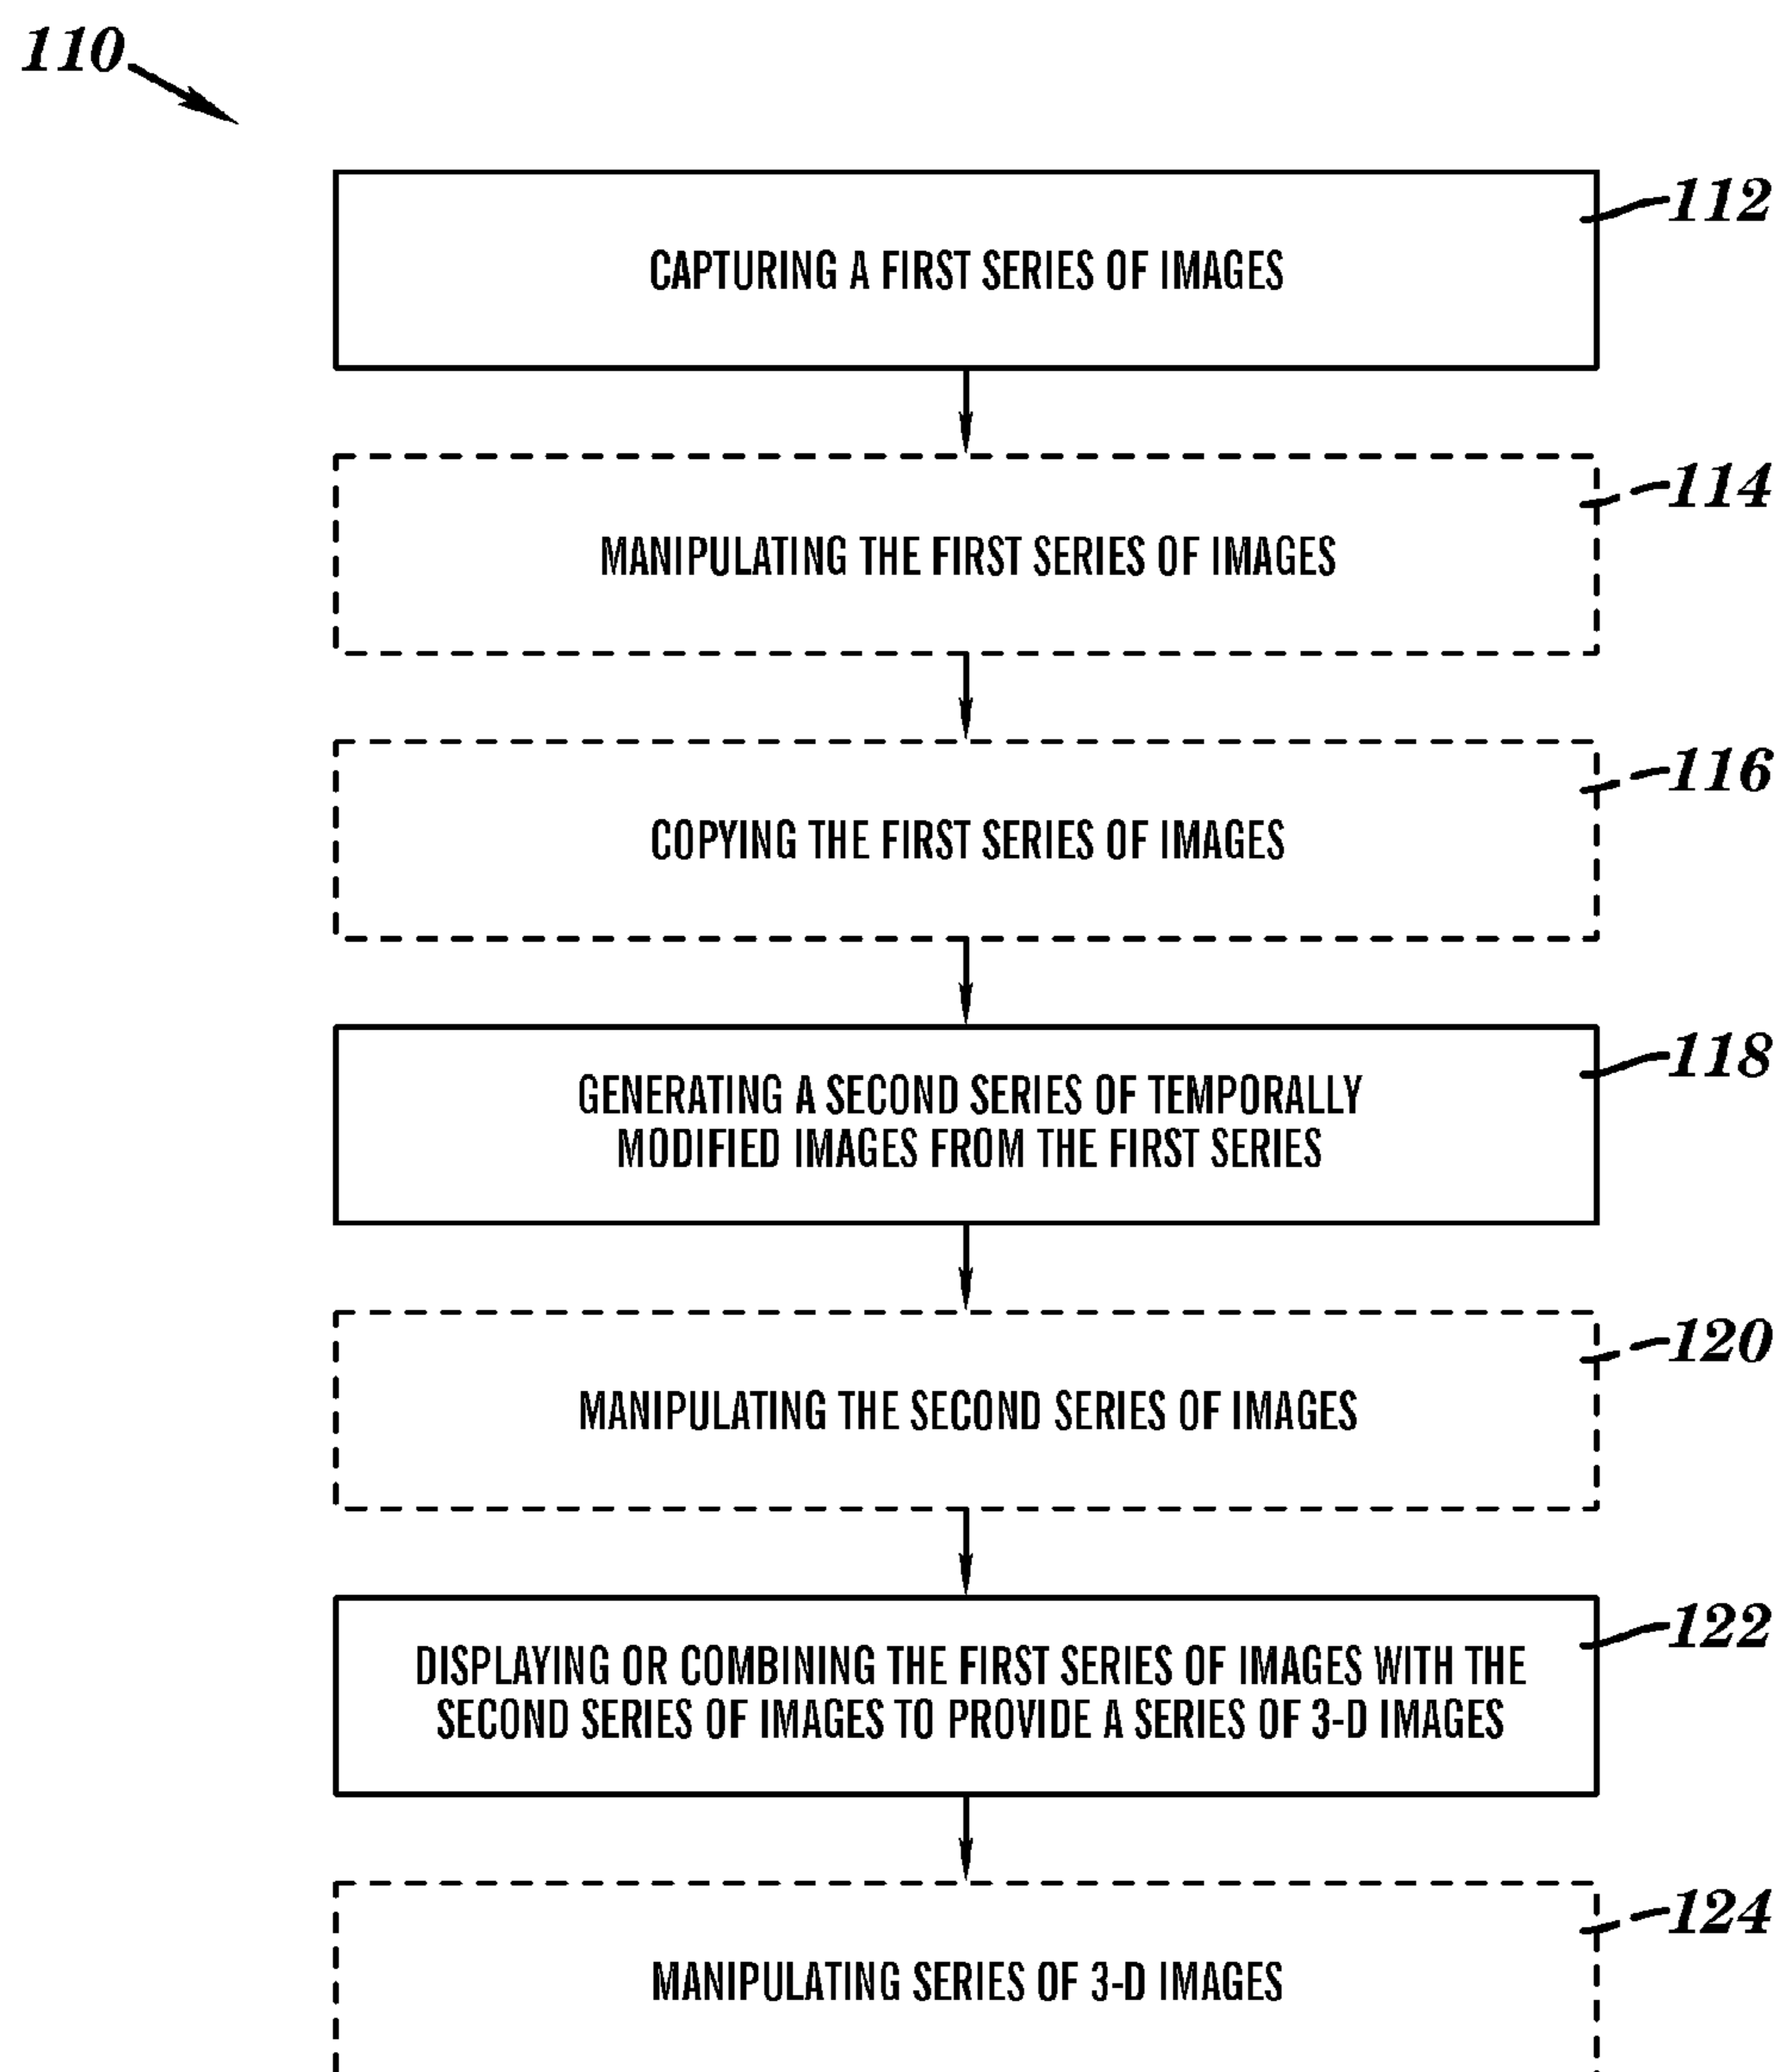 110
CAPTURING A FIRST SERIES OF IMAGES
112
MANIPULATING THE FIRST SERIES OF IMAGES
114
COPYING THE FIRST SERIES OF IMAGES
116
GENERATING A SECOND SERIES OF TEMPORALLY
MODIFIED IMAGES FROM THE FIRST SERIES
118
MANIPULATING THE SECOND SERIES OF IMAGES
120
DISPLAYING OR COMBINING THE FIRST SERIES OF IMAGES WITH THE
SECOND SERIES OF IMAGES TO PROVIDE A SERIES OF 3-D IMAGES
122
MANIPULATING SERIES OF 3-D IMAGES
124